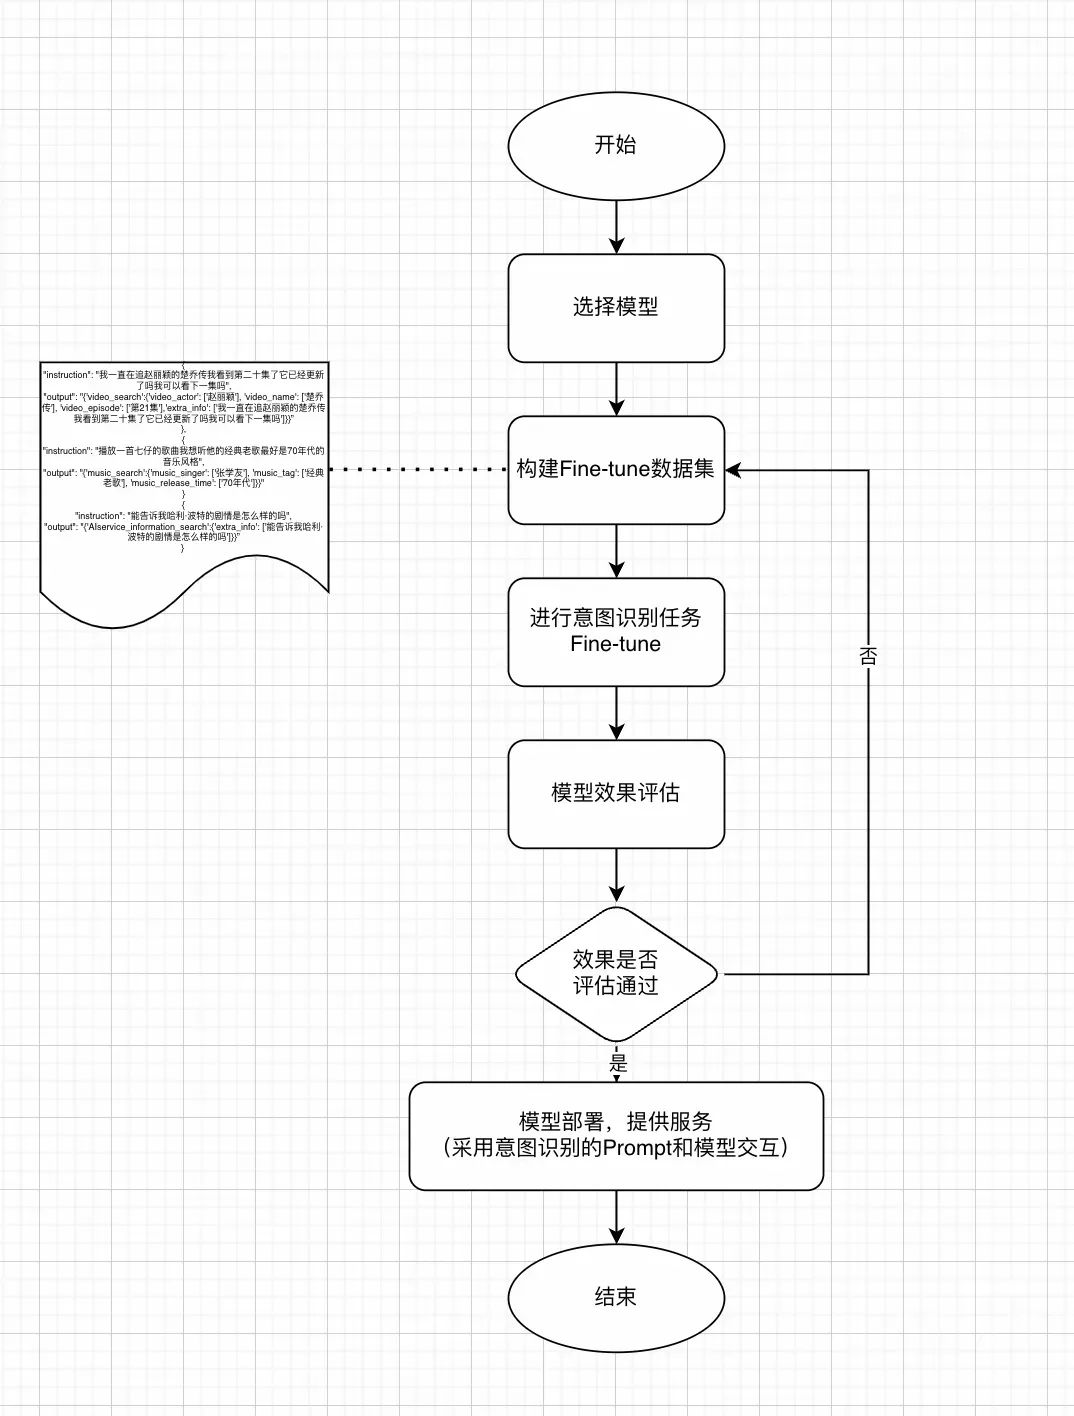 开始
选择模型
{
"instruction": "我一直在追赵丽颖的楚乔传我看到第二十集了它已经更新
了吗我可以看下一集吗",
"output": "{'video_search':{'video_actor': ['赵丽颖'], 'video_name': ['楚乔
传'], 'video_episode': ['第21集'],'extra_info': ['我一直在追赵丽颖的楚乔传
我看到第二十集了它已经更新了吗我可以看下一集吗']}}"
},
{
"instruction": "播放一首七仔的歌曲我想听他的经典老歌最好是70年代的
音乐风格",
"output": "{'music_search':{'music_singer': ['张学友'], 'music_tag': ['经典
老歌'], 'music_release_time': ['70年代']}}"
}
{
"instruction": "能告诉我哈利·波特的剧情是怎么样的吗",
"output": "{'AIservice_information_search':{'extra_info': ['能告诉我哈利·
波特的剧情是怎么样的吗']}}"
}
构建Fine-tune数据集
进行意图识别任务
Fine-tune
否
模型效果评估
效果是否
评估通过
是
模型部署，提供服务
（采用意图识别的Prompt和模型交互）
结束